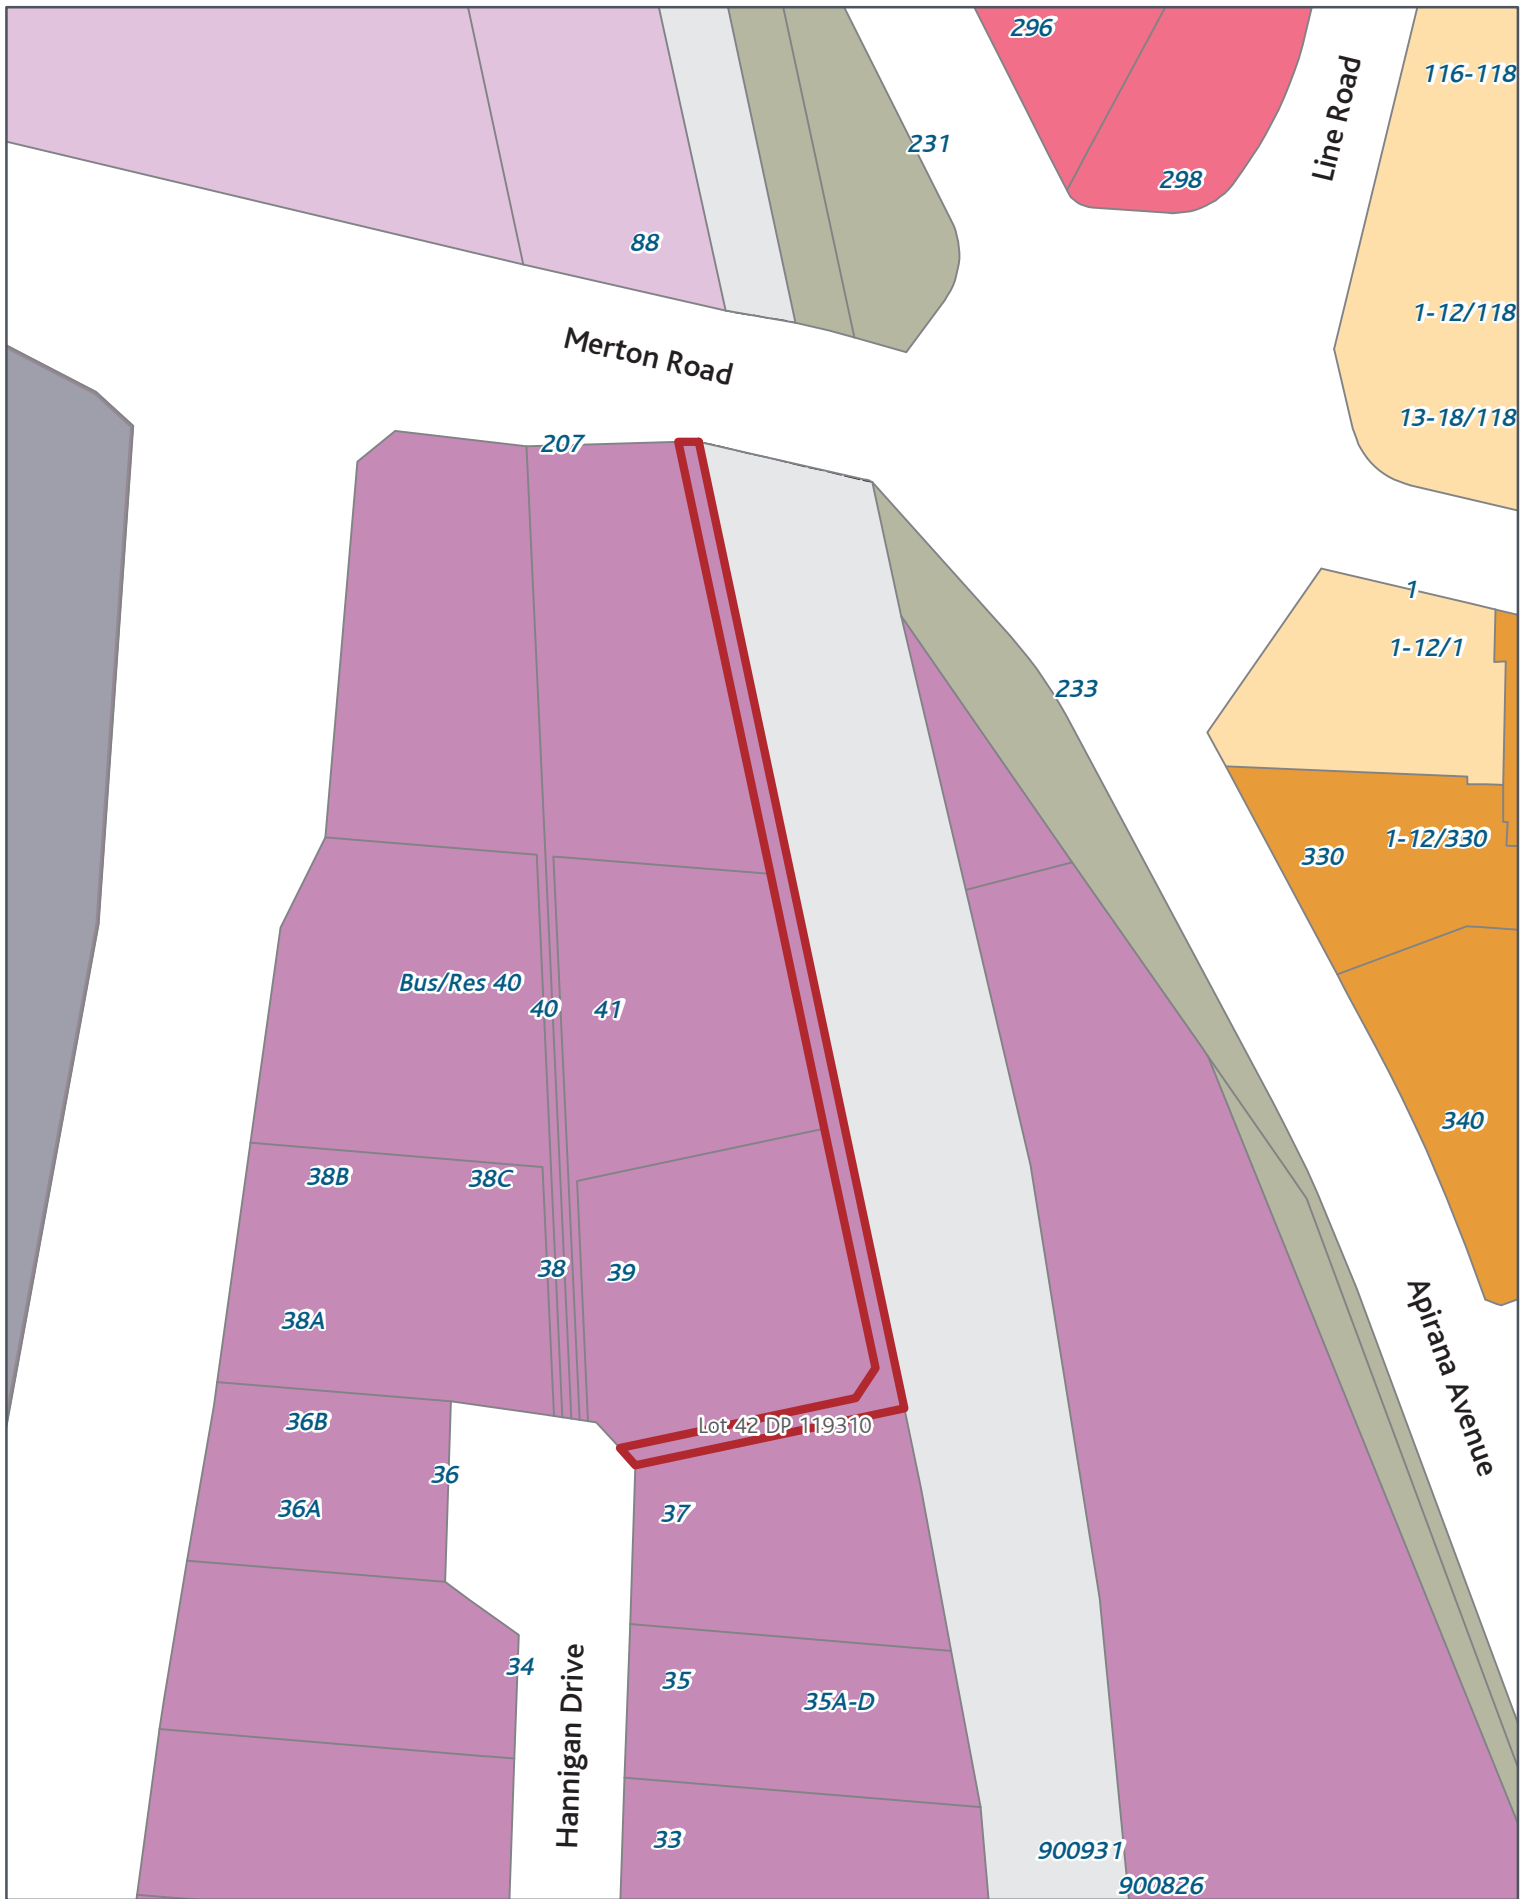 296
Line Road
116-118
231
298
88
1-12/118
Merton Road
13-18/118
207
1
1-12/1
233
1-12/330
330
Bus/Res 40
40
41
340
38B
38C
38
39
38A
Apirana Avenue
36B
Lot 42 DP 119310
36
36A
37
34
35
35A-D
Hannigan Drive
33
900931
900826